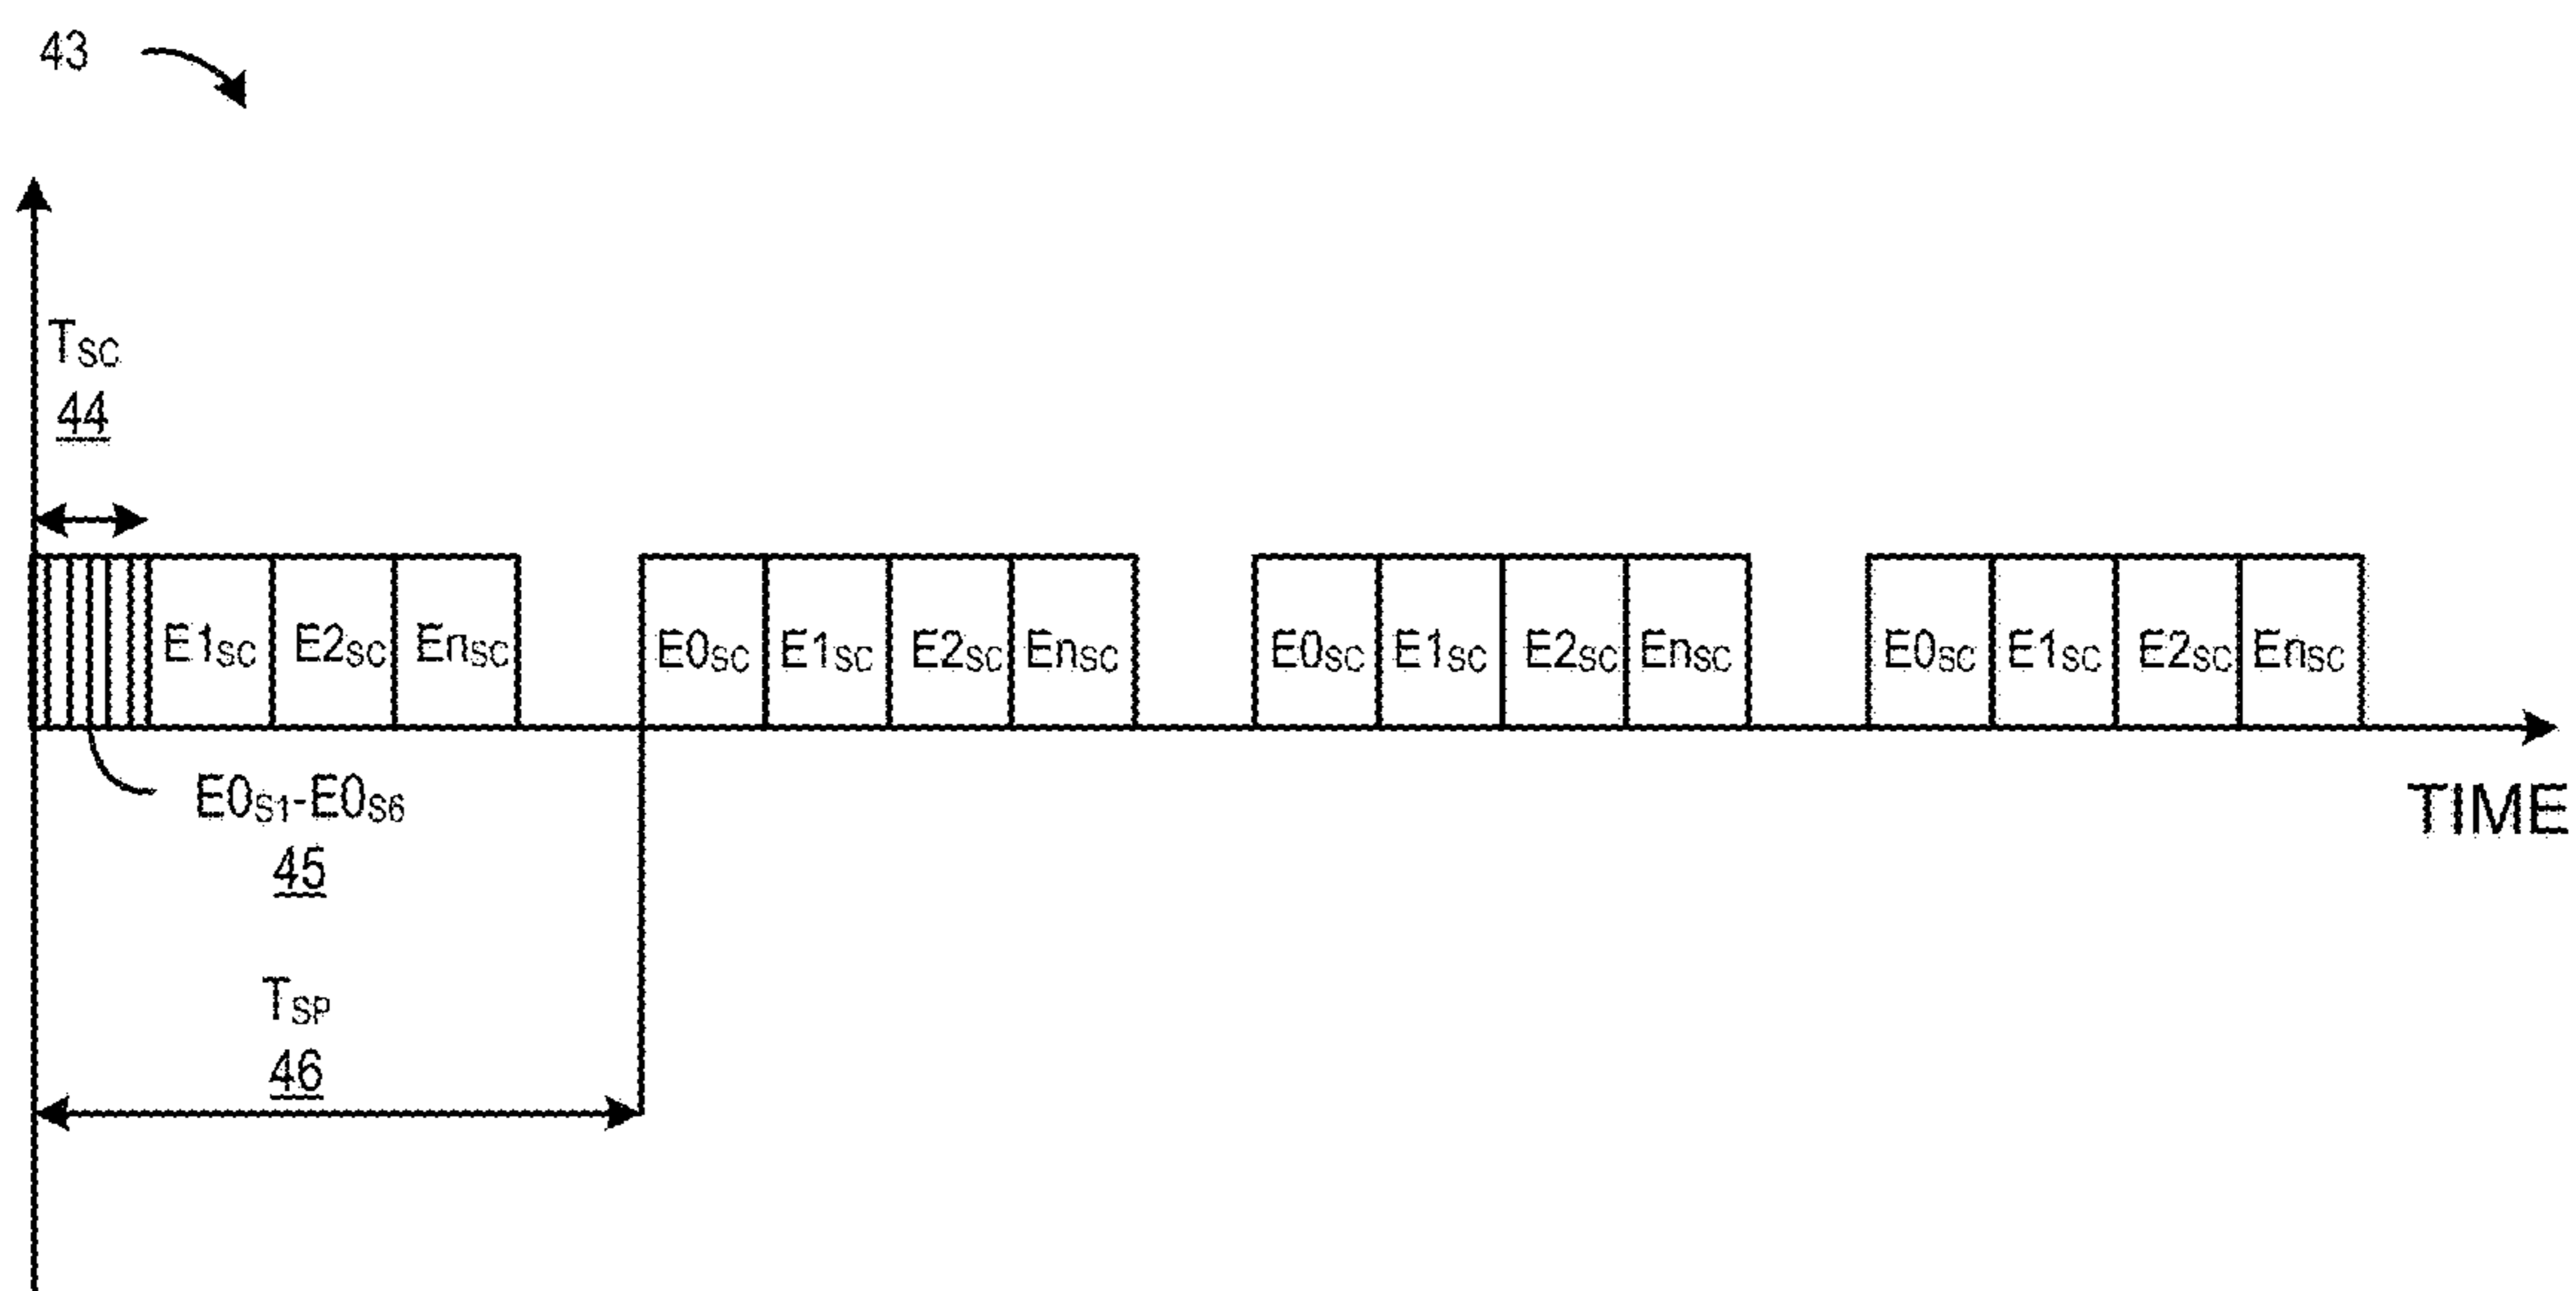 43
TSC
44
E1SC E2SC EnSC E0SC E1SC E2SC EnSC E0SC E1SC E2SC EnSC E0SC E1SC E2SC EnSC
E0S1-E0S6
45
TIME
TSP
46